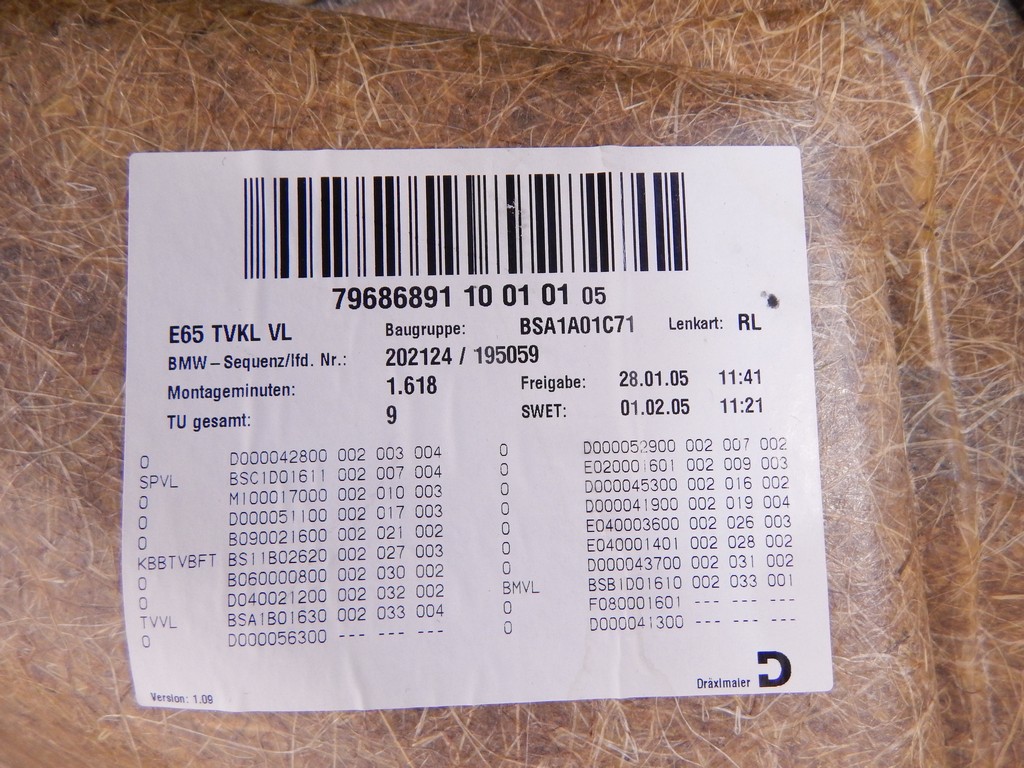 79686891 10 01 01 05
E65 TVKL VL Baugruppe: BSA1A01C71 Lenkart: RL
BMW-Sequenz/lfd. Nr.: 202124 / 195059
Montageminuten: 1.618 Freigabe: 28.01.05 11:41
TU gesamt: 9 SWET: 01.02.05 11:21
0 D000042800 002 003 004 0 D000052900 002 007 002
SPVL BSC1D01611 002 007 004 0 E020001601 002 009 003
0 M100017000 002 010 003 0 D000045300 002 016 002
0 D000051100 002 017 003 0 D000041900 002 019 004
0 B090021600 002 021 002 0 E040003600 002 026 003
KBBTVBFT BS11B02620 002 027 003 0 E040001401 002 028 002
0 B060000800 002 030 002 0 D000043700 002 031 002
0 D040021200 002 032 002 BMVL BSB1D01610 002 033 001
TVVL BSA1B01630 002 033 004 0 F080001601 --- --- ---
0 D000056300 --- --- --- 0 D000041300 --- --- ---
Version: 1.09 Dräxlmaier D